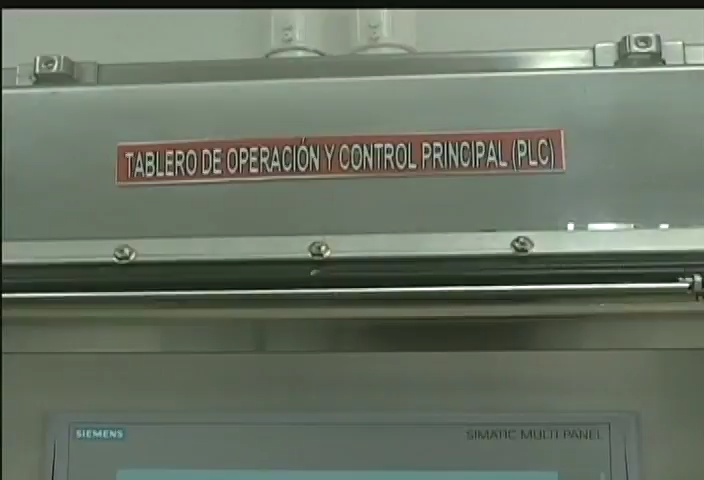 TABLERO DE OPERACIÓN Y CONTROL PRINCIPAL (PLC)
SIEMENS
SIMATIC MULTI PANEL